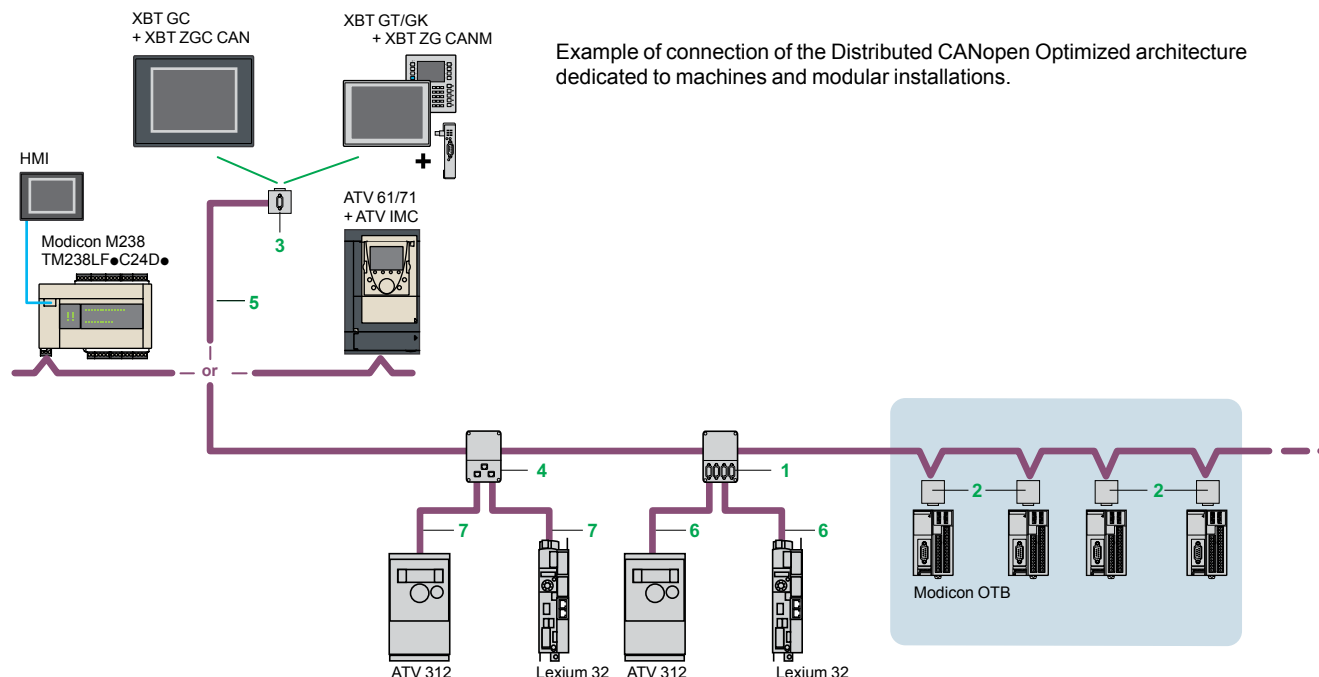 XBT GC
+ XBT ZGC CAN
XBT GT/GK
+ XBT ZG CANM
Example of connection of the Distributed CANopen Optimized architecture
dedicated to machines and modular installations.
+
HMI
3
ATV 61/71
+ ATV IMC
Modicon M238
TM238LF●C24D●
5
or
4
1
2
2
7
7
6
6
Modicon OTB
ATV 312
Lexium 32
ATV 312
Lexium 32